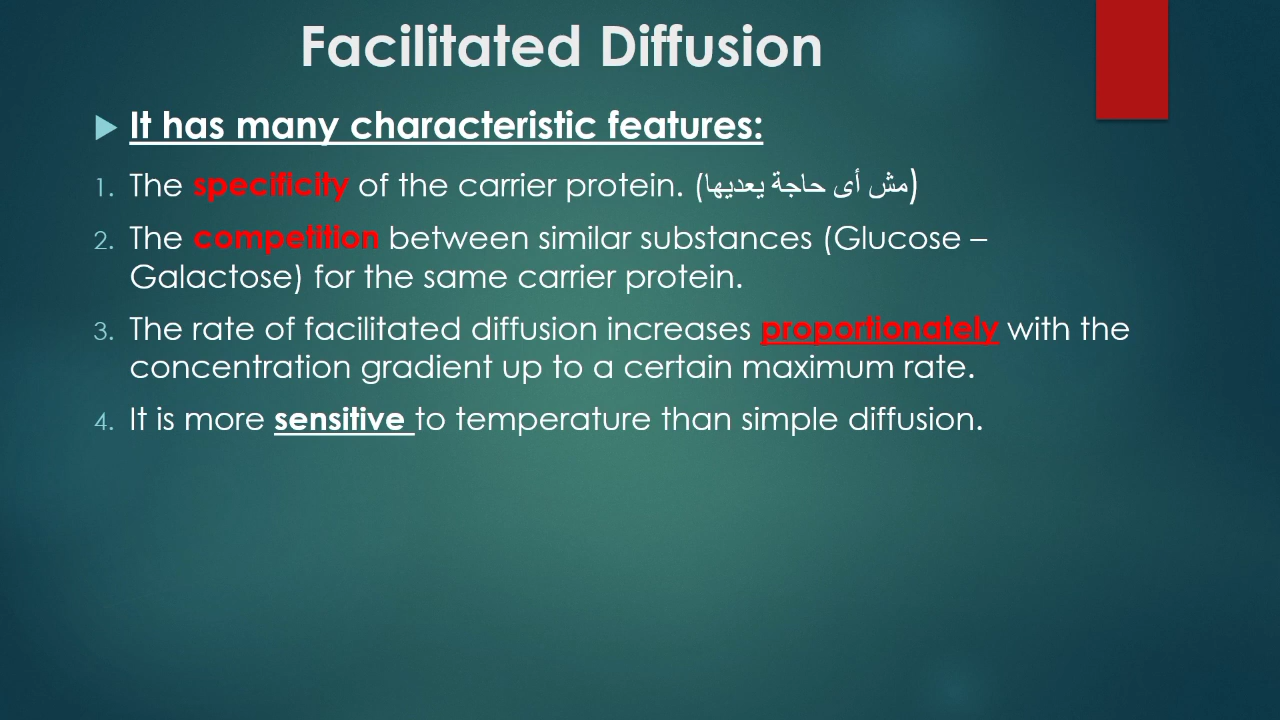 Facilitated Diffusion
It has many characteristic features:
1. The specificity of the carrier protein. (مش أى حاجة يعديها)
2. The competition between similar substances (Glucose –
Galactose) for the same carrier protein.
3. The rate of facilitated diffusion increases proportionately with the
concentration gradient up to a certain maximum rate.
4. It is more sensitive to temperature than simple diffusion.